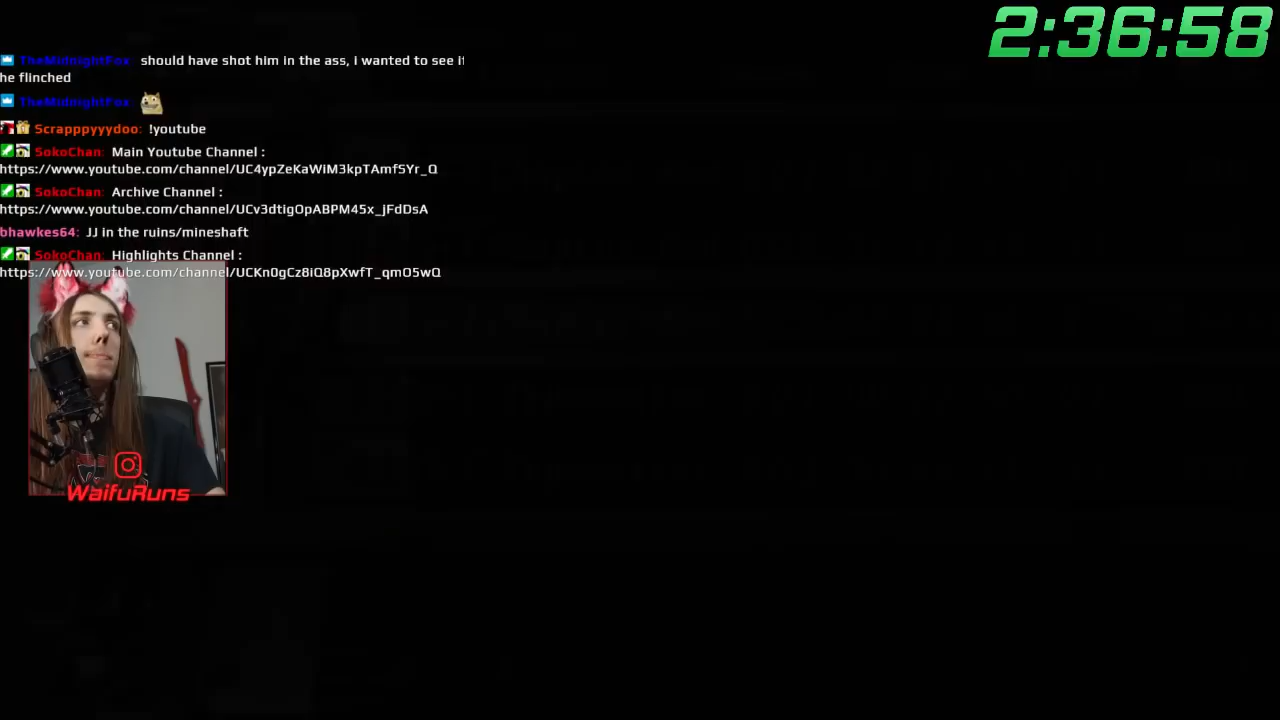 2:36:58
TheMidnightFox: should have shot him in the ass, i wanted to see if
he flinched
TheMidnightFox:
Scrapppyyydoo: !youtube
SokoChan: Main Youtube Channel :
https://www.youtube.com/channel/UC4ypZeKaWiM3kpTAmfSYr_Q
SokoChan: Archive Channel :
https://www.youtube.com/channel/UCv3dtigOpABPM45x_jFdDsA
bhawkes64: JJ in the ruins/mineshaft
SokoChan: Highlights Channel :
https://www.youtube.com/channel/UCKn0gCz8iQ8pXwfT_qmO5wQ
WaifuRuns